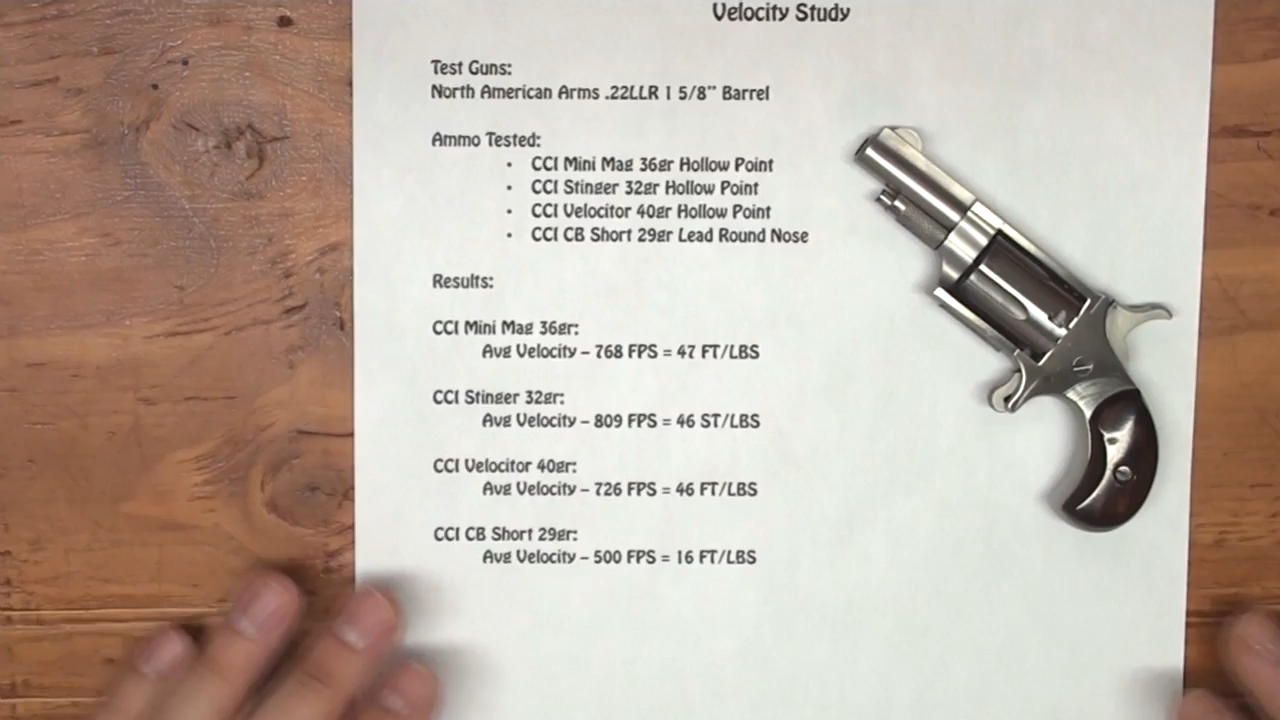 Velocity Study
Test Guns:
North American Arms .22LLR 1 5/8" Barrel
Ammo Tested:
• CCI Mini Mag 36gr Hollow Point
• CCI Stinger 32gr Hollow Point
• CCI Velocitor 40gr Hollow Point
• CCI CB Short 29gr Lead Round Nose
Results:
CCI Mini Mag 36gr:
Avg Velocity – 768 FPS = 47 FT/LBS
CCI Stinger 32gr:
Avg Velocity – 809 FPS = 46 ST/LBS
CCI Velocitor 40gr:
Avg Velocity – 726 FPS = 46 FT/LBS
CCI CB Short 29gr:
Avg Velocity – 500 FPS = 16 FT/LBS